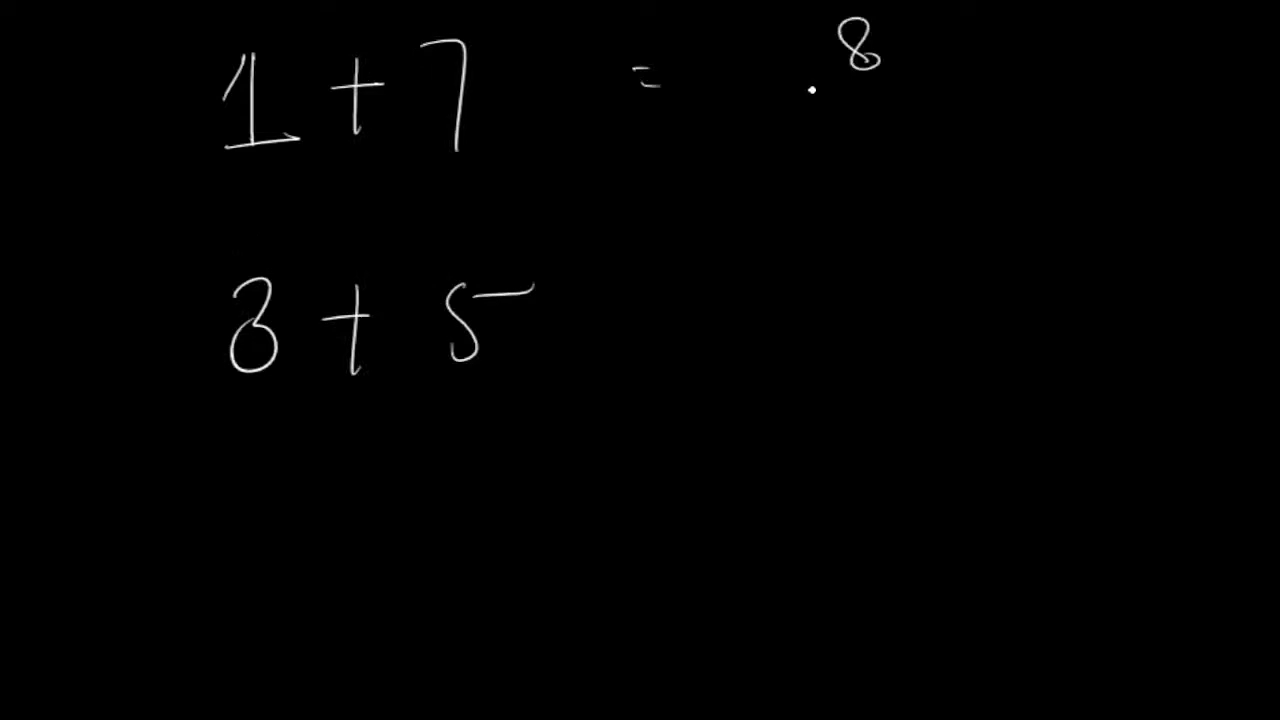 1 + 7 = 8
3 + 5